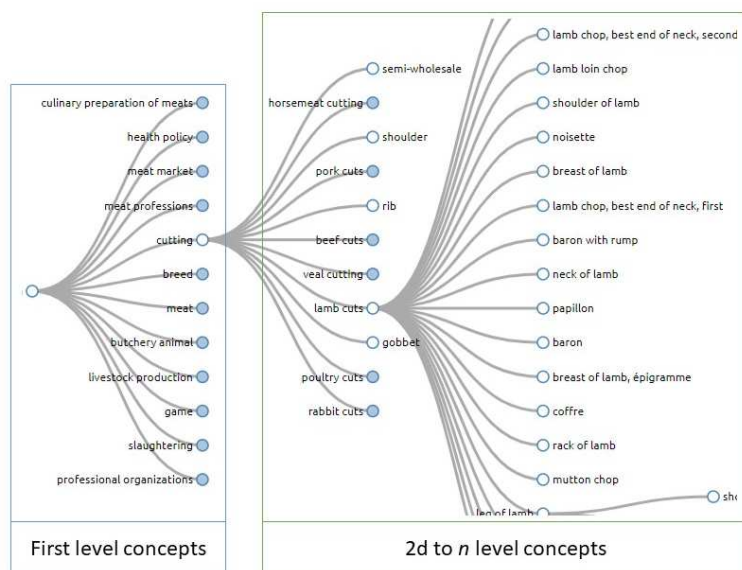 culinary preparation of meats
health policy
meat market
meat professions
cutting
breed
meat
butchery animal
livestock production
game
slaughtering
professional organizations
First level concepts
semi-wholesale
horsemeat cutting
shoulder
pork cuts
rib
beef cuts
veal cutting
lamb cuts
gobbet
poultry cuts
rabbit cuts
lamb chop, best end of neck, second
lamb loin chop
shoulder of lamb
noisette
breast of lamb
lamb chop, best end of neck, first
baron with rump
neck of lamb
papillon
baron
breast of lamb, épigramme
coffre
rack of lamb
mutton chop
leg of lamb
2d to n level concepts